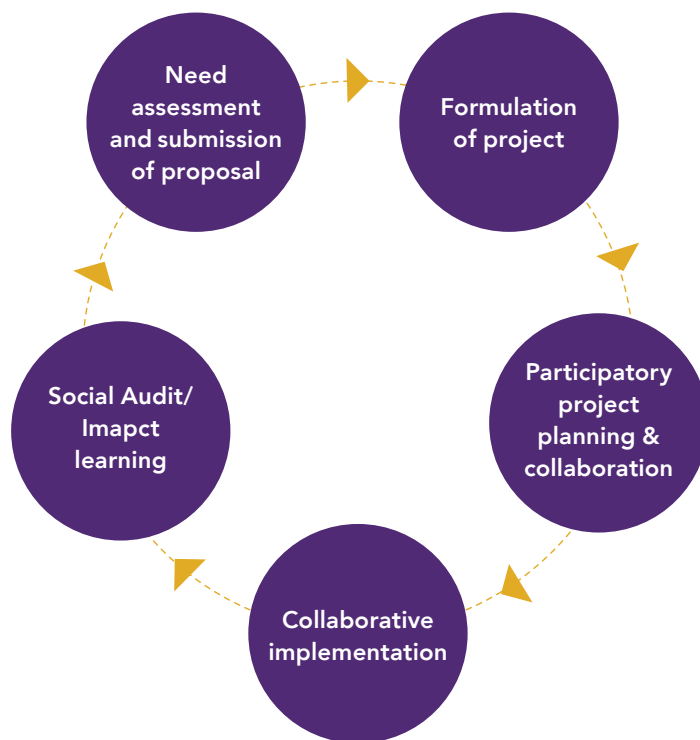 Need
assessment
and submission
of proposal
Formulation
of project
Participatory
project
planning &
collaboration
Collaborative
implementation
Social Audit/
Imapct
learning